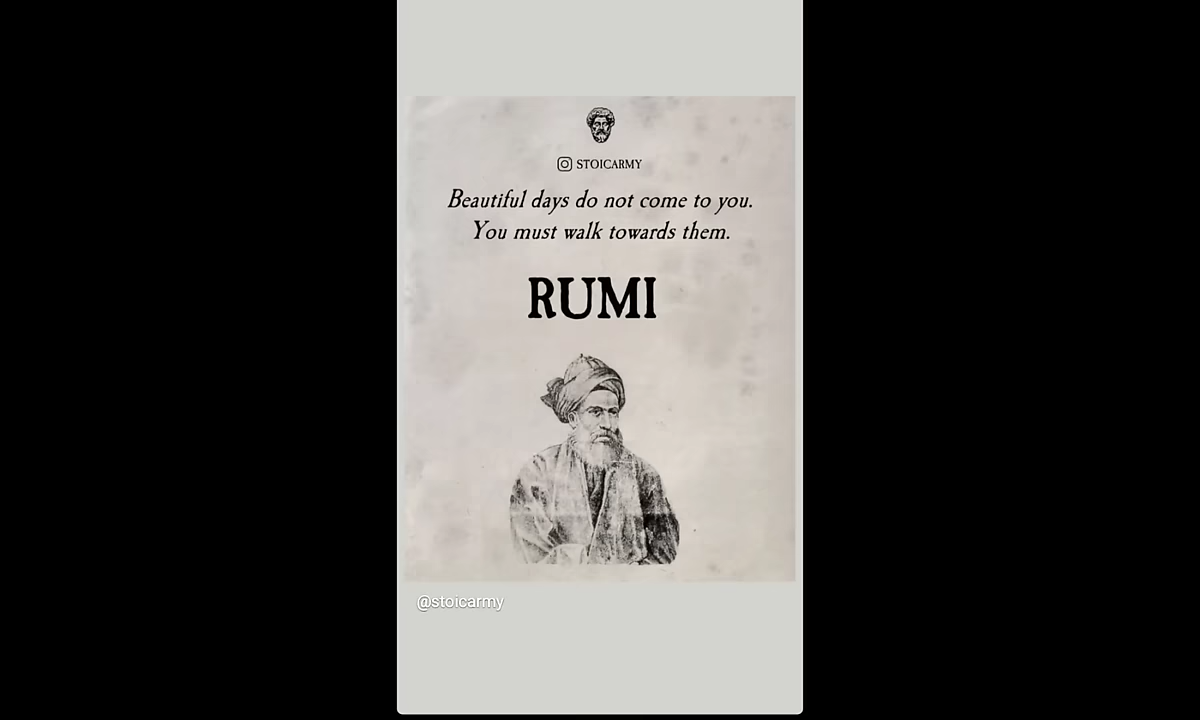 STOICARMY
Beautiful days do not come to you.
You must walk towards them.
RUMI
@stoicarmy